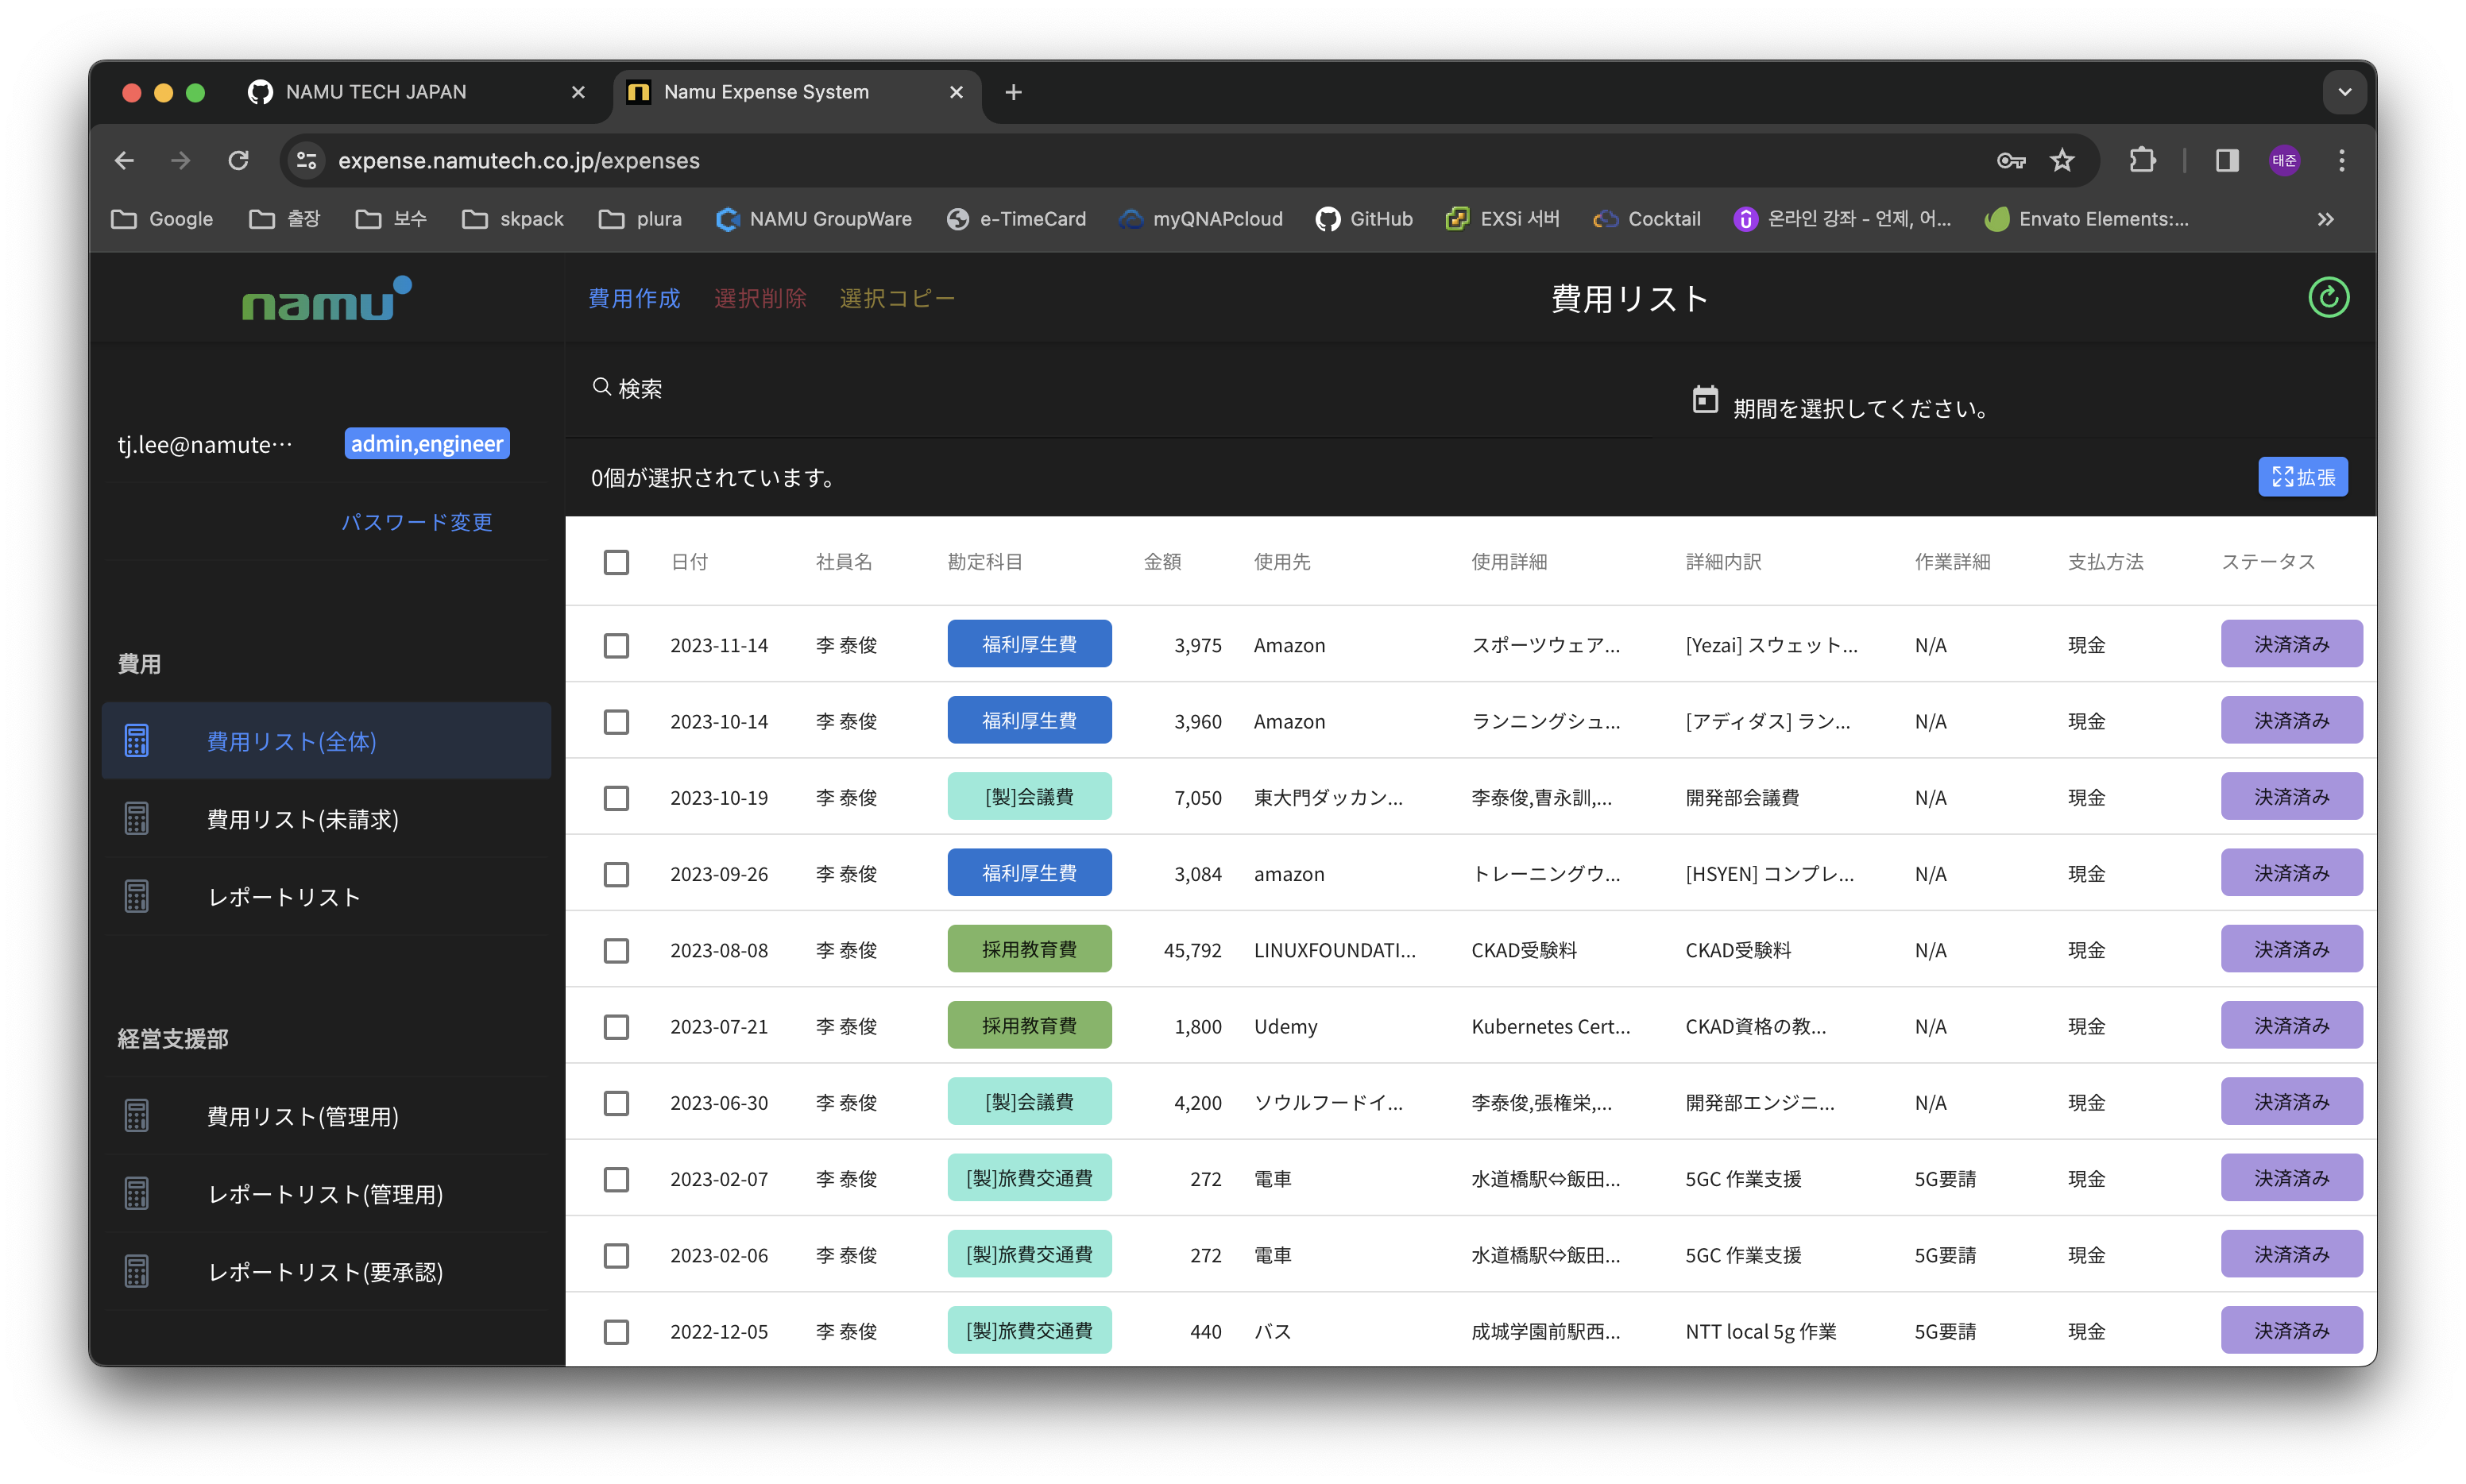 NAMU TECH JAPAN
Namu Expense System
expense.namutech.co.jp/expenses
태준
Google 출장 보수 skpack plura NAMU GroupWare e-TimeCard myQNAPcloud GitHub EXSi 서버 Cocktail 온라인 강좌 - 언제, 어... Envato Elements:...
namu
費用作成 選択削除 選択コピー 費用リスト
検索
期間を選択してください。
tj.lee@namute… admin,engineer
0個が選択されています。 拡張
パスワード変更
費用
費用リスト(全体)
費用リスト(未請求)
レポートリスト
経営支援部
費用リスト(管理用)
レポートリスト(管理用)
レポートリスト(要承認)
日付 社員名 勘定科目 金額 使用先 使用詳細 詳細内訳 作業詳細 支払方法 ステータス
2023-11-14 李 泰俊 福利厚生費 3,975 Amazon スポーツウェア... [Yezai] スウェット... N/A 現金 決済済み
2023-10-14 李 泰俊 福利厚生費 3,960 Amazon ランニングシュ... [アディダス] ラン... N/A 現金 決済済み
2023-10-19 李 泰俊 [製]会議費 7,050 東大門ダッカン... 李泰俊,曺永訓,... 開発部会議費 N/A 現金 決済済み
2023-09-26 李 泰俊 福利厚生費 3,084 amazon トレーニングウ... [HSYEN] コンプレ... N/A 現金 決済済み
2023-08-08 李 泰俊 採用教育費 45,792 LINUXFOUNDATI... CKAD受験料 CKAD受験料 N/A 現金 決済済み
2023-07-21 李 泰俊 採用教育費 1,800 Udemy Kubernetes Cert... CKAD資格の教... N/A 現金 決済済み
2023-06-30 李 泰俊 [製]会議費 4,200 ソウルフードイ... 李泰俊,張権栄,... 開発部エンジニ... N/A 現金 決済済み
2023-02-07 李 泰俊 [製]旅費交通費 272 電車 水道橋駅⇔飯田... 5GC 作業支援 5G要請 現金 決済済み
2023-02-06 李 泰俊 [製]旅費交通費 272 電車 水道橋駅⇔飯田... 5GC 作業支援 5G要請 現金 決済済み
2022-12-05 李 泰俊 [製]旅費交通費 440 バス 成城学園前駅西... NTT local 5g 作業 5G要請 現金 決済済み